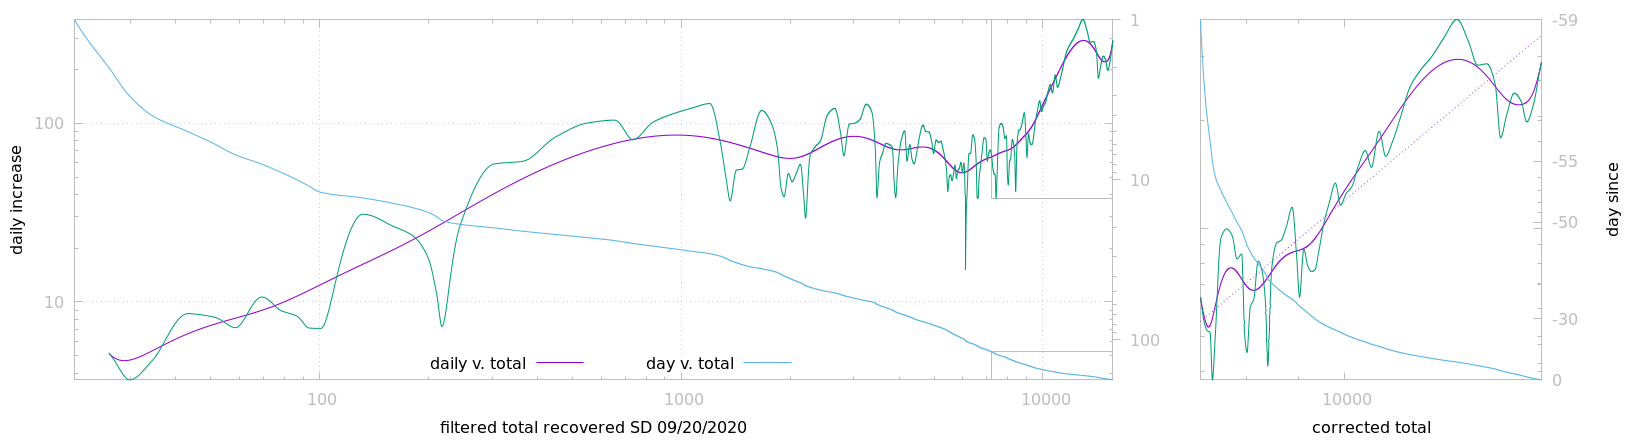 daily increase
100
10
daily v. total
day v. total
100
1000
10000
filtered total recovered SD 09/20/2020
1
10
100
10000
corrected total
-59
-55
-50
-30
0
day since